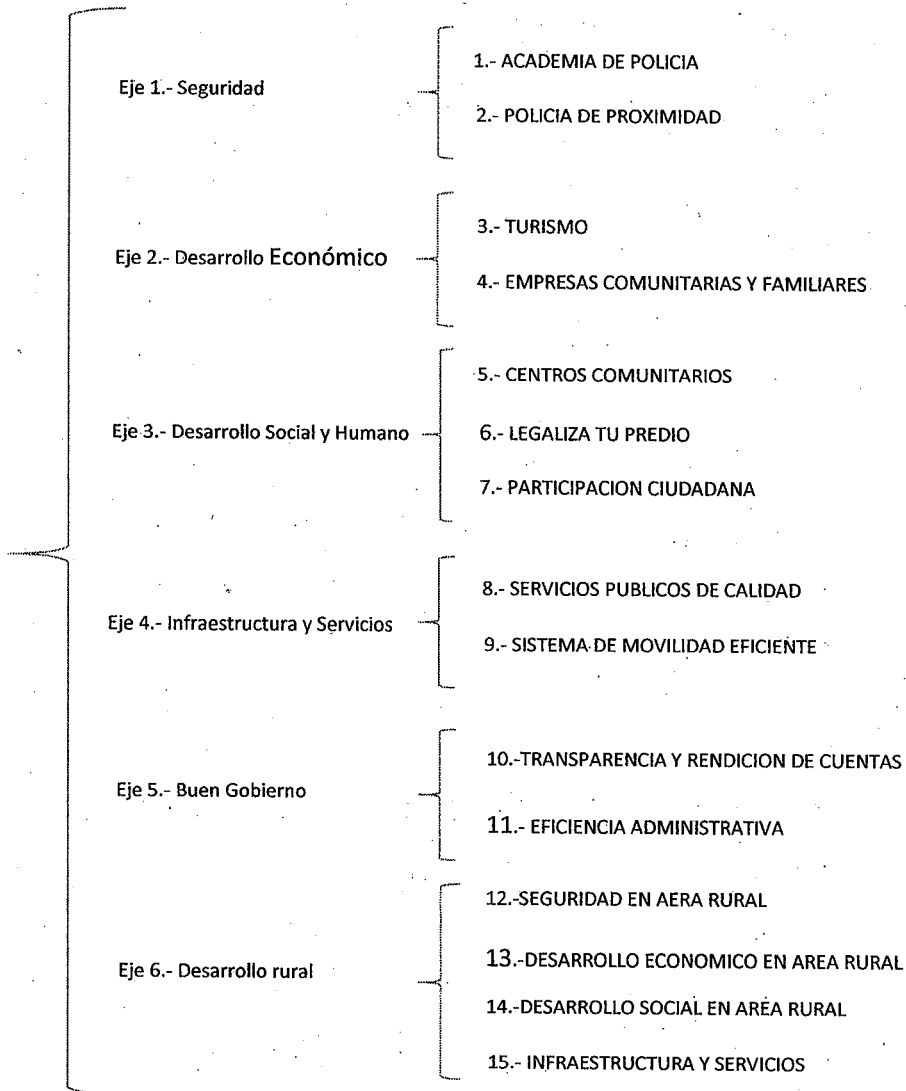 Eje 1.- Seguridad
1.- ACADEMIA DE POLICIA
2.- POLICIA DE PROXIMIDAD
Eje 2.- Desarrollo Económico
3.- TURISMO
4.- EMPRESAS COMUNITARIAS Y FAMILIARES
Eje 3.- Desarrollo Social y Humano
5.- CENTROS COMUNITARIOS
6.- LEGALIZA TU PREDIO
7.- PARTICIPACION CIUDADANA
Eje 4.- Infraestructura y Servicios
8.- SERVICIOS PUBLICOS DE CALIDAD
9.- SISTEMA DE MOVILIDAD EFICIENTE
Eje 5.- Buen Gobierno
10.-TRANSPARENCIA Y RENDICION DE CUENTAS
11.- EFICIENCIA ADMINISTRATIVA
Eje 6.- Desarrollo rural
12.-SEGURIDAD EN AERA RURAL
13.-DESARROLLO ECONOMICO EN AREA RURAL
14.-DESARROLLO SOCIAL EN AREA RURAL
15.- INFRAESTRUCTURA Y SERVICIOS